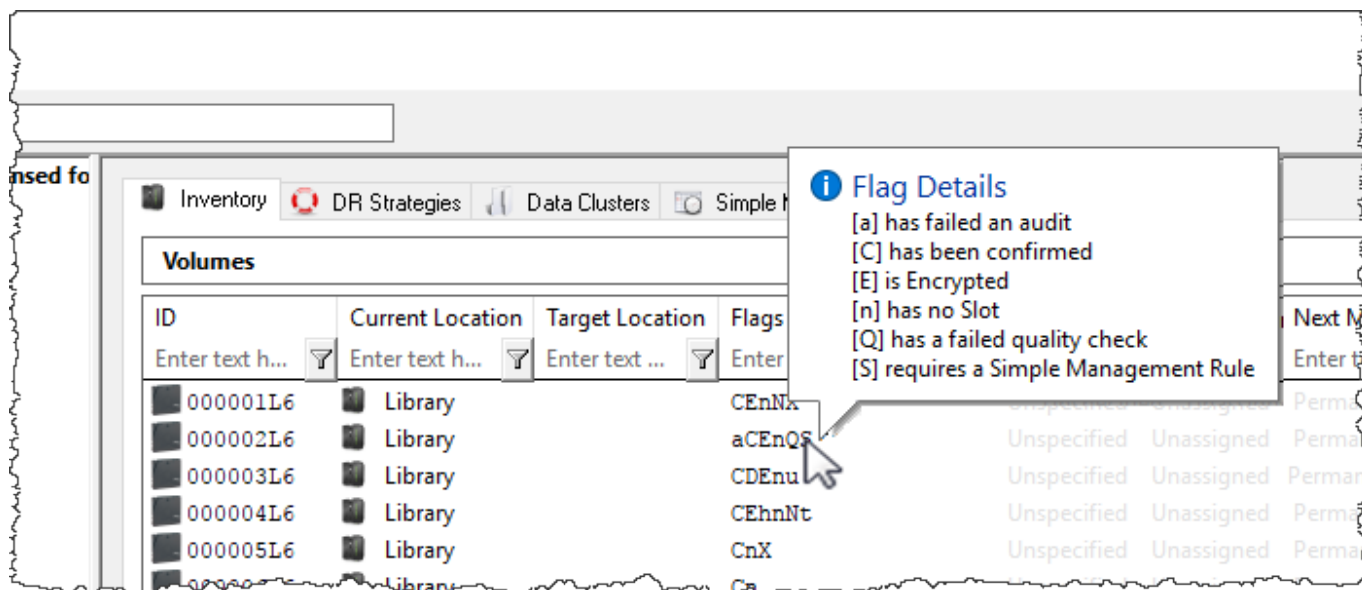 nsed fo
Inventory DR Strategies Data Clusters Simple
Flag Details
[a] has failed an audit
[C] has been confirmed
[E] is Encrypted
[n] has no Slot
[Q] has a failed quality check
[S] requires a Simple Management Rule
Volumes
ID Current Location Target Location Flags Next M
Enter text h... Enter text h... Enter text ... Enter Enter t
000001L6 Library CEnNX Unspecified Unassigned Perma
000002L6 Library aCEnQS Unspecified Unassigned Perma
000003L6 Library CDEnu Unspecified Unassigned Perman
000004L6 Library CEhnNt Unspecified Unassigned Perma
000005L6 Library CnX Unspecified Unassigned Perma
Library